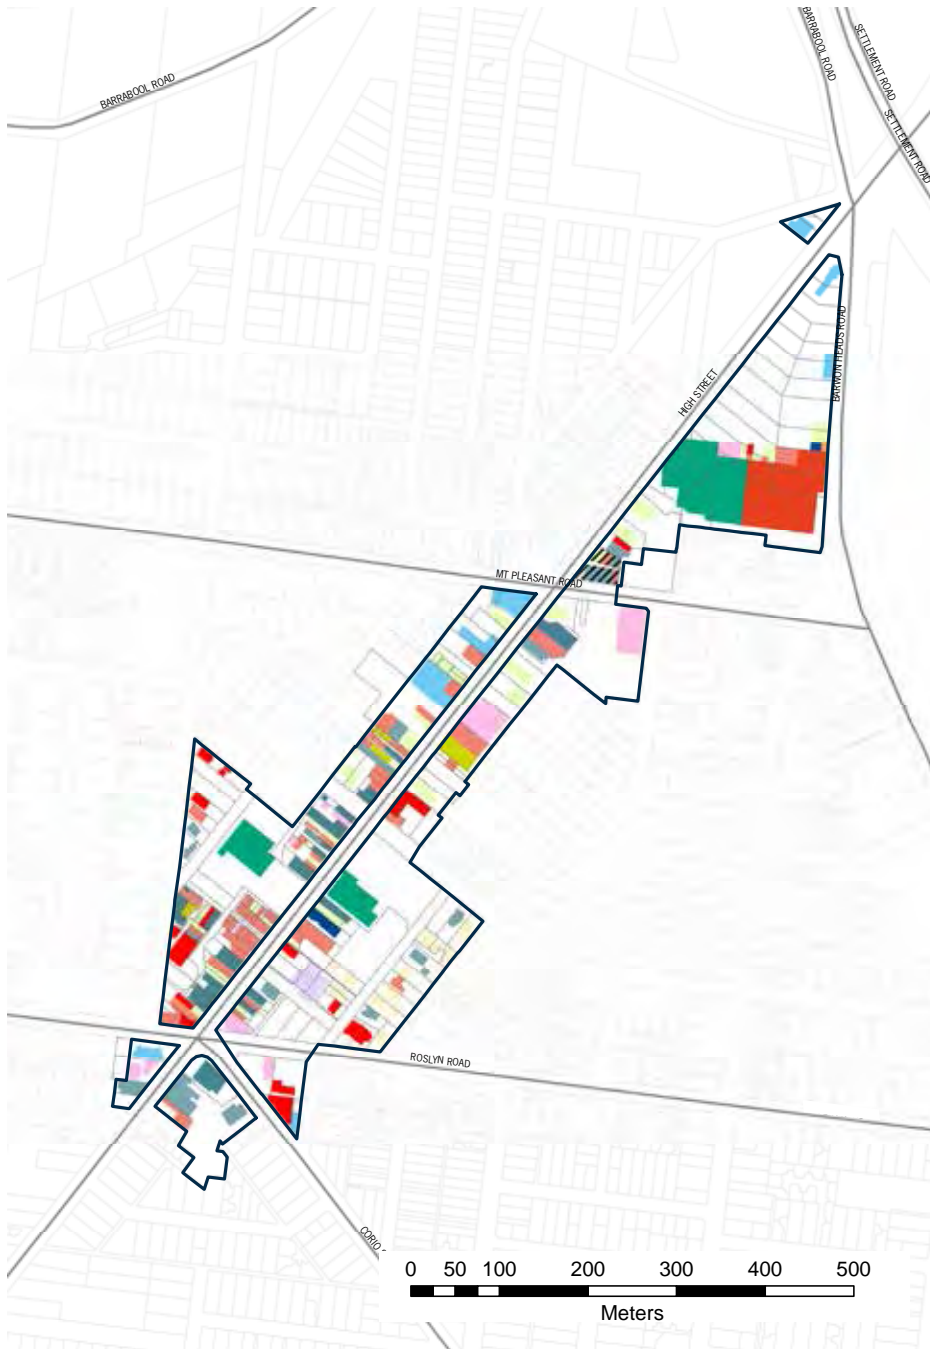 BARRABOOL ROAD
SETTLEMENT ROAD
BARRABOOL ROAD
SETTLEMENT ROAD
BARWON HEADS ROAD
HIGH STREET
MT PLEASANT ROAD
ROSLYN ROAD
CORIO
0 50 100 200 300 400 500
Meters